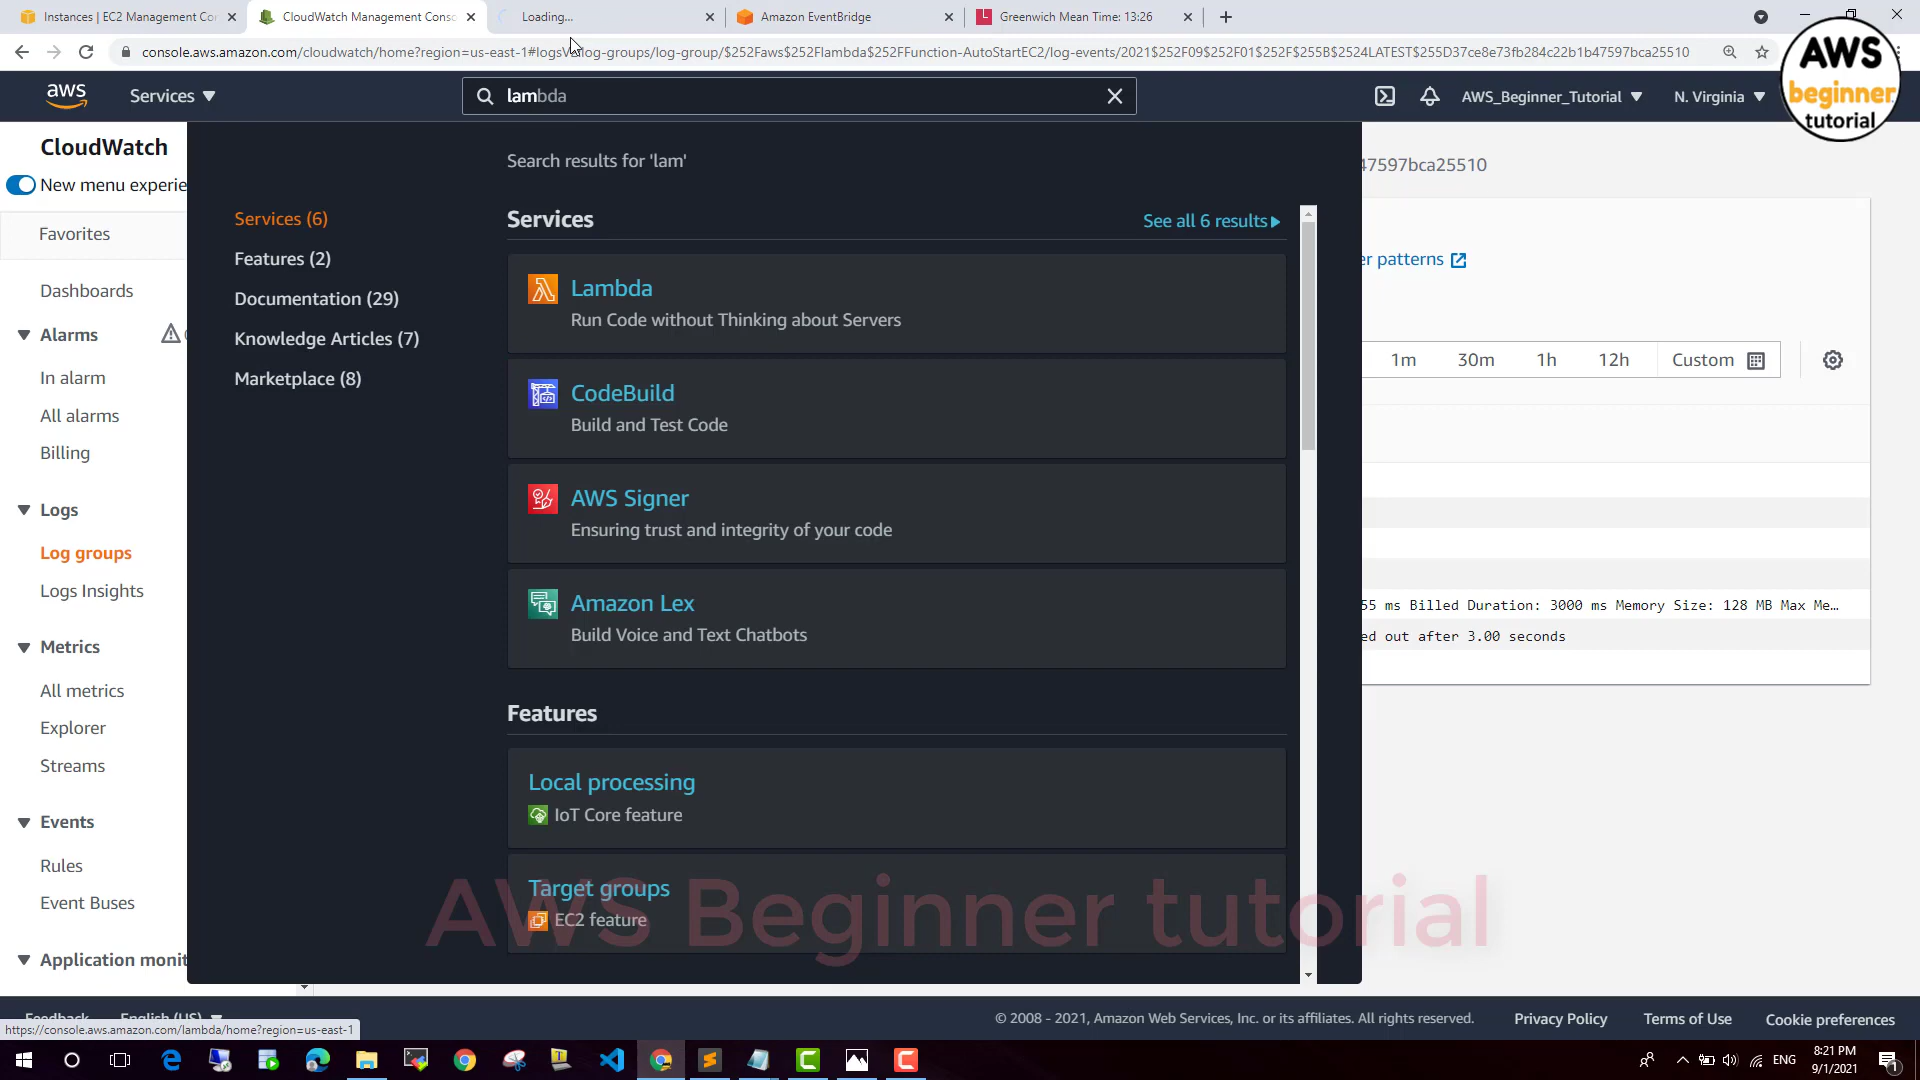 Instances | EC2 Management Con
CloudWatch Management Conso
Loading...
Amazon EventBridge
Greenwich Mean Time: 13:26
console.aws.amazon.com/cloudwatch/home?region=us-east-1#logsV2:log-groups/log-group/$252Faws$252Flambda$252FFunction-AutoStartEC2/log-events/2021$252F09$252F01$252F$255B$2524LATEST$255D37ce8e73fb284c22b1b47597bca25510
aws
Services
lambda
AWS_Beginner_Tutorial
N. Virginia
AWS
beginner
tutorial
CloudWatch
New menu experie
Favorites
Dashboards
Alarms
In alarm
All alarms
Billing
Logs
Log groups
Logs Insights
Metrics
All metrics
Explorer
Streams
Events
Rules
Event Buses
Application monit
Search results for 'lam'
Services (6)
Features (2)
Documentation (29)
Knowledge Articles (7)
Marketplace (8)
Services
See all 6 results
Lambda
Run Code without Thinking about Servers
CodeBuild
Build and Test Code
AWS Signer
Ensuring trust and integrity of your code
Amazon Lex
Build Voice and Text Chatbots
Features
Local processing
IoT Core feature
Target groups
EC2 feature
AWS Beginner tutorial
47597bca25510
er patterns
1m
30m
1h
12h
Custom
55 ms Billed Duration: 3000 ms Memory Size: 128 MB Max Me...
ed out after 3.00 seconds
Feedback
English (US)
© 2008 - 2021, Amazon Web Services, Inc. or its affiliates. All rights reserved.
Privacy Policy
Terms of Use
Cookie preferences
https://console.aws.amazon.com/lambda/home?region=us-east-1
ENG
8:21 PM
9/1/2021
1